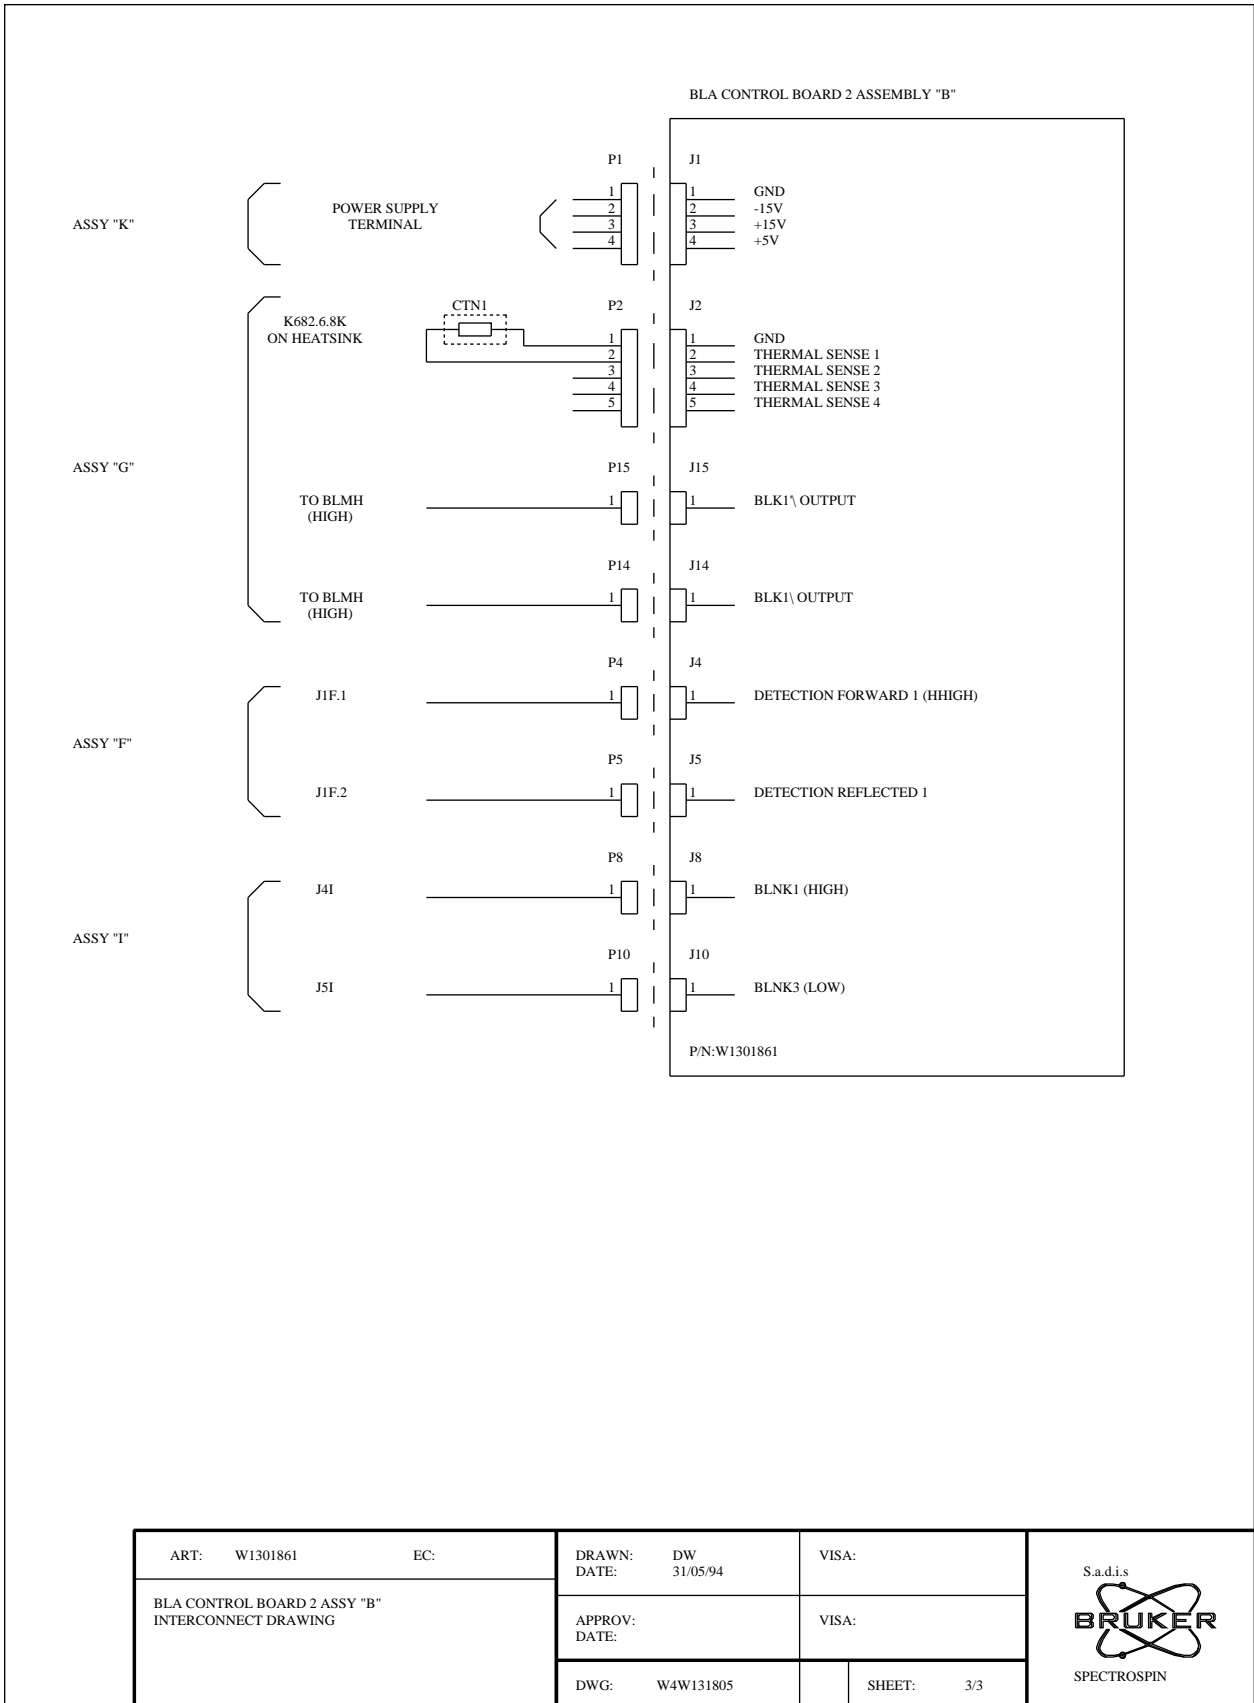 BLA CONTROL BOARD 2 ASSEMBLY "B"
P1
J1
ASSY "K"
POWER SUPPLY
TERMINAL
1
2
3
4
1
2
3
4
GND
-15V
+15V
+5V
K682.6.8K
ON HEATSINK
CTN1
P2
J2
1
2
3
4
5
1
2
3
4
5
GND
THERMAL SENSE 1
THERMAL SENSE 2
THERMAL SENSE 3
THERMAL SENSE 4
ASSY "G"
P15
J15
TO BLMH
(HIGH)
1
1
BLK1'\ OUTPUT
P14
J14
TO BLMH
(HIGH)
1
1
BLK1\ OUTPUT
P4
J4
J1F.1
1
1
DETECTION FORWARD 1 (HHIGH)
ASSY "F"
P5
J5
J1F.2
1
1
DETECTION REFLECTED 1
P8
J8
J4I
1
1
BLNK1 (HIGH)
ASSY "I"
P10
J10
J5I
1
1
BLNK3 (LOW)
P/N:W1301861
ART: W1301861 EC:
BLA CONTROL BOARD 2 ASSY "B"
INTERCONNECT DRAWING
DRAWN: DW
DATE: 31/05/94
VISA:
APPROV:
DATE:
VISA:
DWG: W4W131805
SHEET: 3/3
S.a.d.i.s
BRUKER
SPECTROSPIN